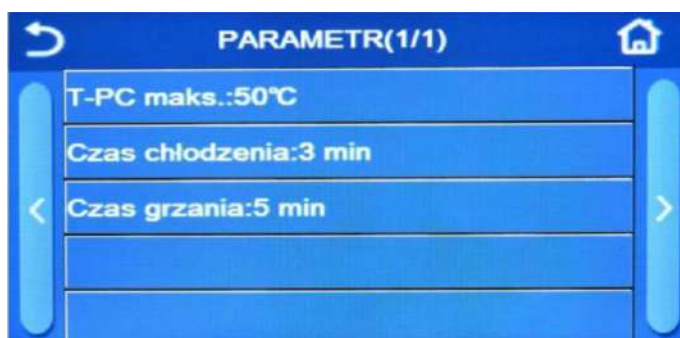 PARAMETR(1/1)
T-PC maks.:50℃
Czas chłodzenia:3 min
Czas grzania:5 min